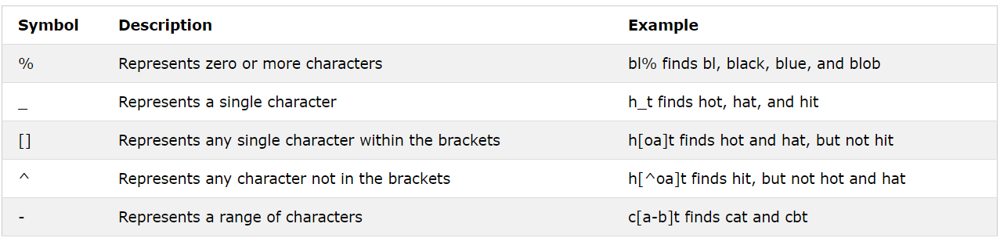 Symbol Description Example
% Represents zero or more characters bl% finds bl, black, blue, and blob
_ Represents a single character h_t finds hot, hat, and hit
[] Represents any single character within the brackets h[oa]t finds hot and hat, but not hit
^ Represents any character not in the brackets h[^oa]t finds hit, but not hot and hat
- Represents a range of characters c[a-b]t finds cat and cbt